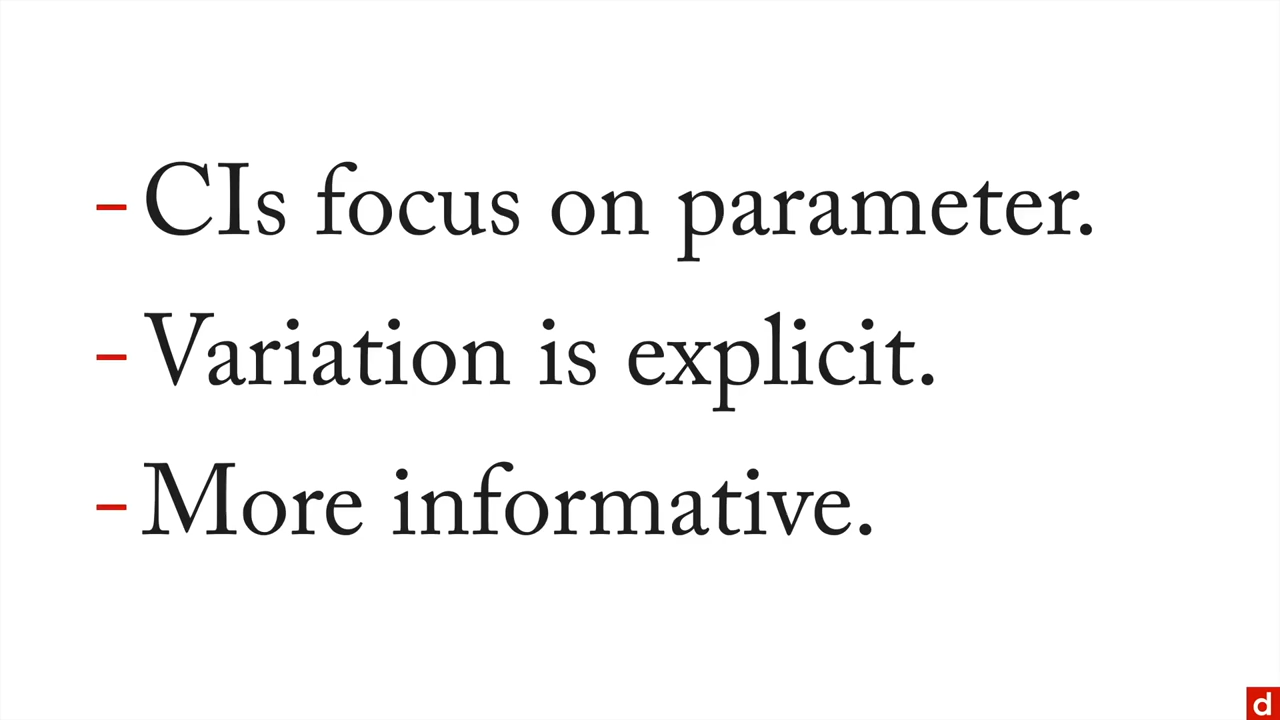 - CIs focus on parameter.
- Variation is explicit.
- More informative.
d